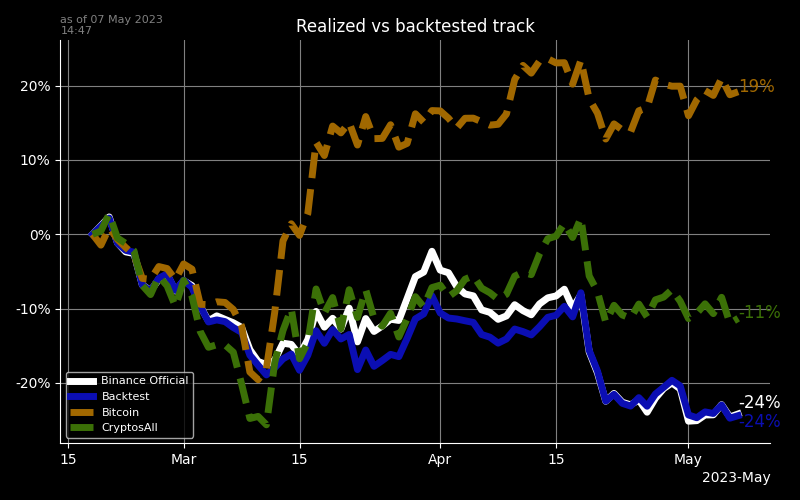 as of 07 May 2023
14:47
Realized vs backtested track
20%
10%
0%
-10%
-20%
19%
-11%
-24%
-24%
Binance Official
Backtest
Bitcoin
CryptosAll
15 Mar 15 Apr 15 May
2023-May